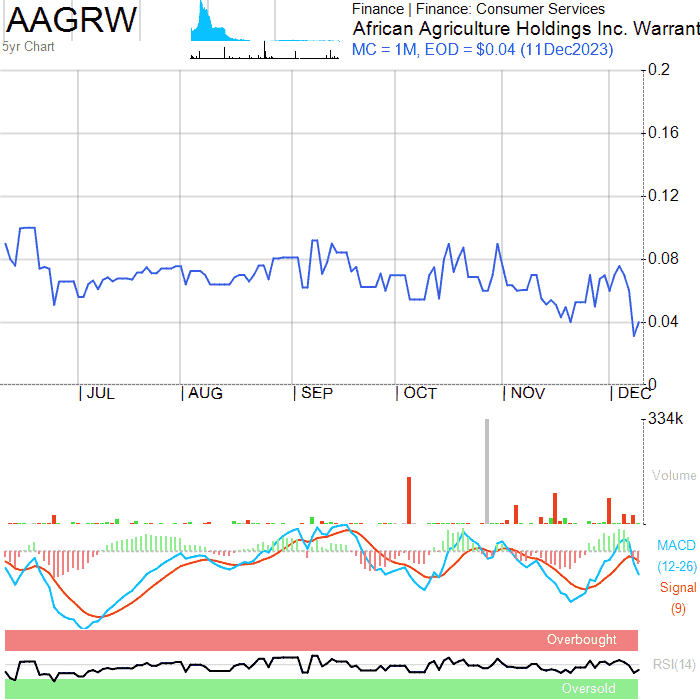 AAGRW
5yr Chart
Finance | Finance: Consumer Services
African Agriculture Holdings Inc. Warrant
MC = 1M, EOD = $0.04 (11Dec2023)
0.2
0.16
0.12
0.08
0.04
0
| JUL | AUG | SEP | OCT | NOV | DEC
334k
Volume
MACD
(12-26)
Signal
(9)
Overbought
RSI(14)
Oversold